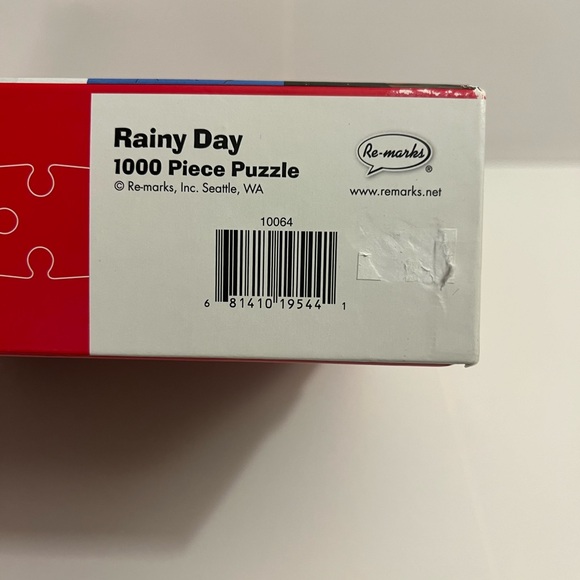 Rainy Day
1000 Piece Puzzle
© Re-marks, Inc. Seattle, WA
Re-marks®
www.remarks.net
10064
6 81410 19544 1